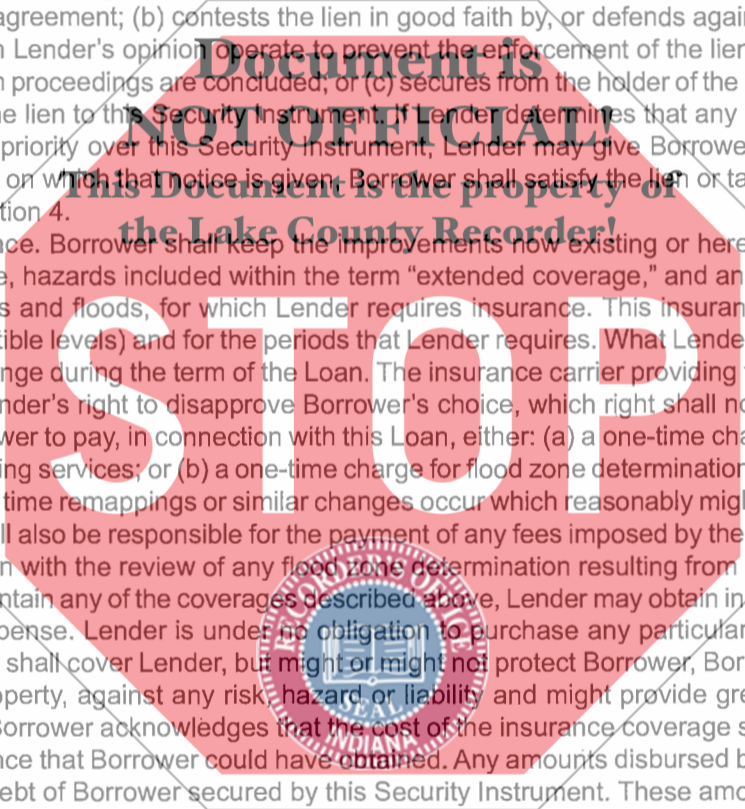 agreement; (b) contests the lien in good faith by, or defends agai
Lender's opinion operate to prevent the enforcement of the lien
proceedings are concluded; or (c) secures from the holder of the
e lien to this Security Instrument. If Lender determines that any
priority over this Security Instrument, Lender may give Borrowe
on which that notice is given, Borrower shall satisfy the lien or ta
tion 4.
Document is
NOT OFFICIAL!
This Document is the property of
the Lake County Recorder!
nce. Borrower shall keep the improvements now existing or here
e, hazards included within the term “extended coverage,” and an
s and floods, for which Lender requires insurance. This insuran
tible levels) and for the periods that Lender requires. What Lende
nge during the term of the Loan. The insurance carrier providing
nder's right to disapprove Borrower's choice, which right shall no
wer to pay, in connection with this Loan, either: (a) a one-time cha
ing services; or (b) a one-time charge for flood zone determination
time remappings or similar changes occur which reasonably migh
ll also be responsible for the payment of any fees imposed by the
n with the review of any flood zone determination resulting from
ntain any of the coverages described above, Lender may obtain in
pense. Lender is under no obligation to purchase any particular
shall cover Lender, but might or might not protect Borrower, Bor
operty, against any risk, hazard or liability and might provide gre
Borrower acknowledges that the cost of the insurance coverage s
nce that Borrower could have obtained. Any amounts disbursed b
ebt of Borrower secured by this Security Instrument. These amo
STOP
RECORDER'S OFFICE
SEAL
INDIANA